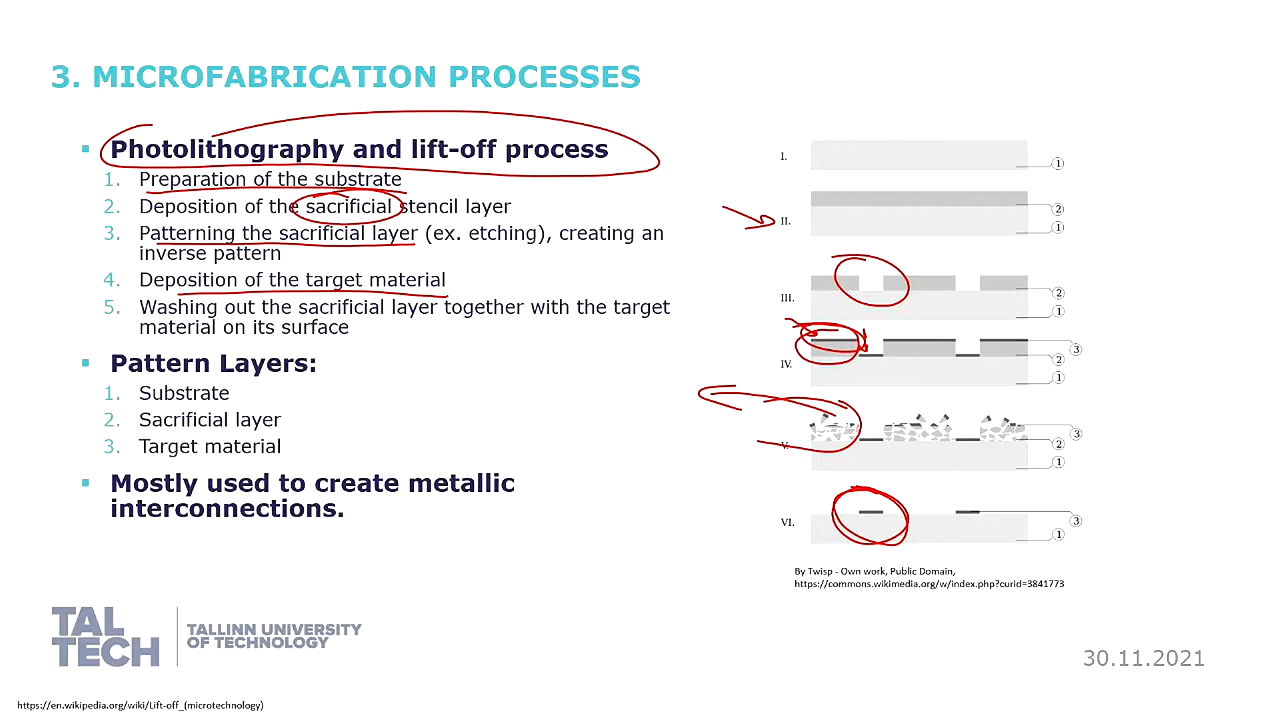 3. MICROFABRICATION PROCESSES
▪ Photolithography and lift-off process
1. Preparation of the substrate
2. Deposition of the sacrificial stencil layer
3. Patterning the sacrificial layer (ex. etching), creating an
inverse pattern
4. Deposition of the target material
5. Washing out the sacrificial layer together with the target
material on its surface
▪ Pattern Layers:
1. Substrate
2. Sacrificial layer
3. Target material
▪ Mostly used to create metallic
interconnections.
I.
1
II.
2
1
III.
2
1
IV.
3
2
1
V.
3
2
1
VI.
3
1
By Twisp - Own work, Public Domain,
https://commons.wikimedia.org/w/index.php?curid=3841773
TAL
TECH
TALLINN UNIVERSITY
OF TECHNOLOGY
30.11.2021
https://en.wikipedia.org/wiki/Lift-off_(microtechnology)